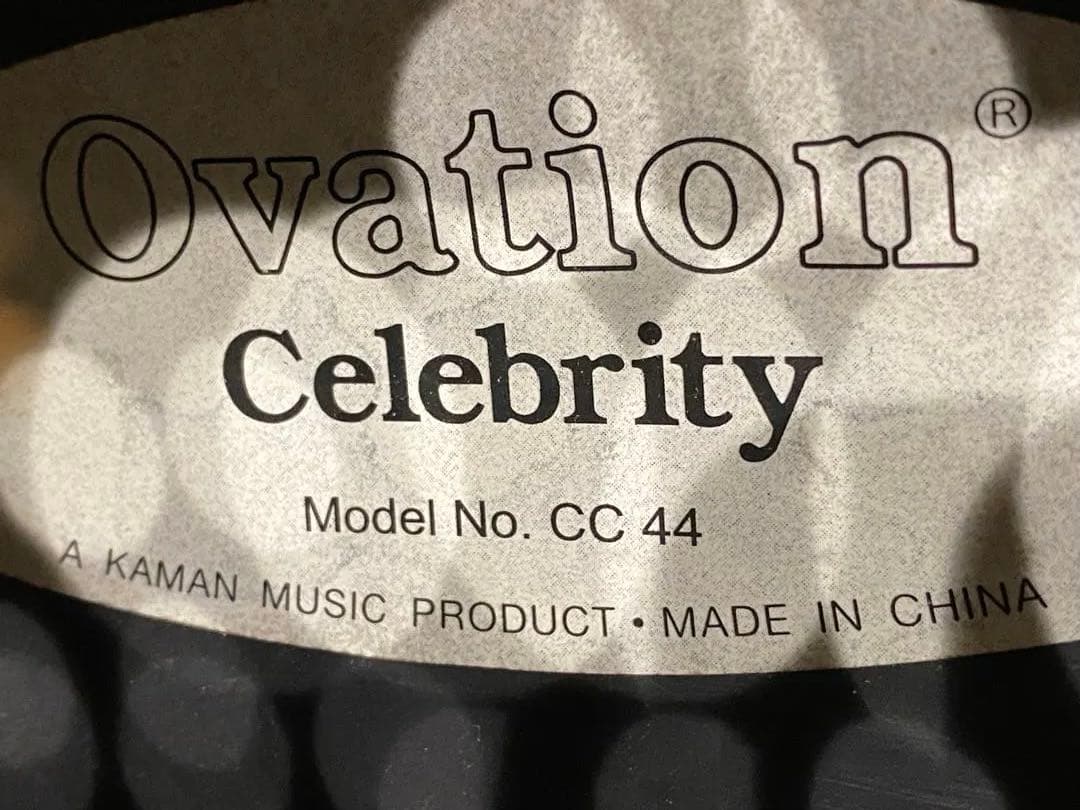 Ovation®
Celebrity
Model No. CC 44
A KAMAN MUSIC PRODUCT • MADE IN CHINA